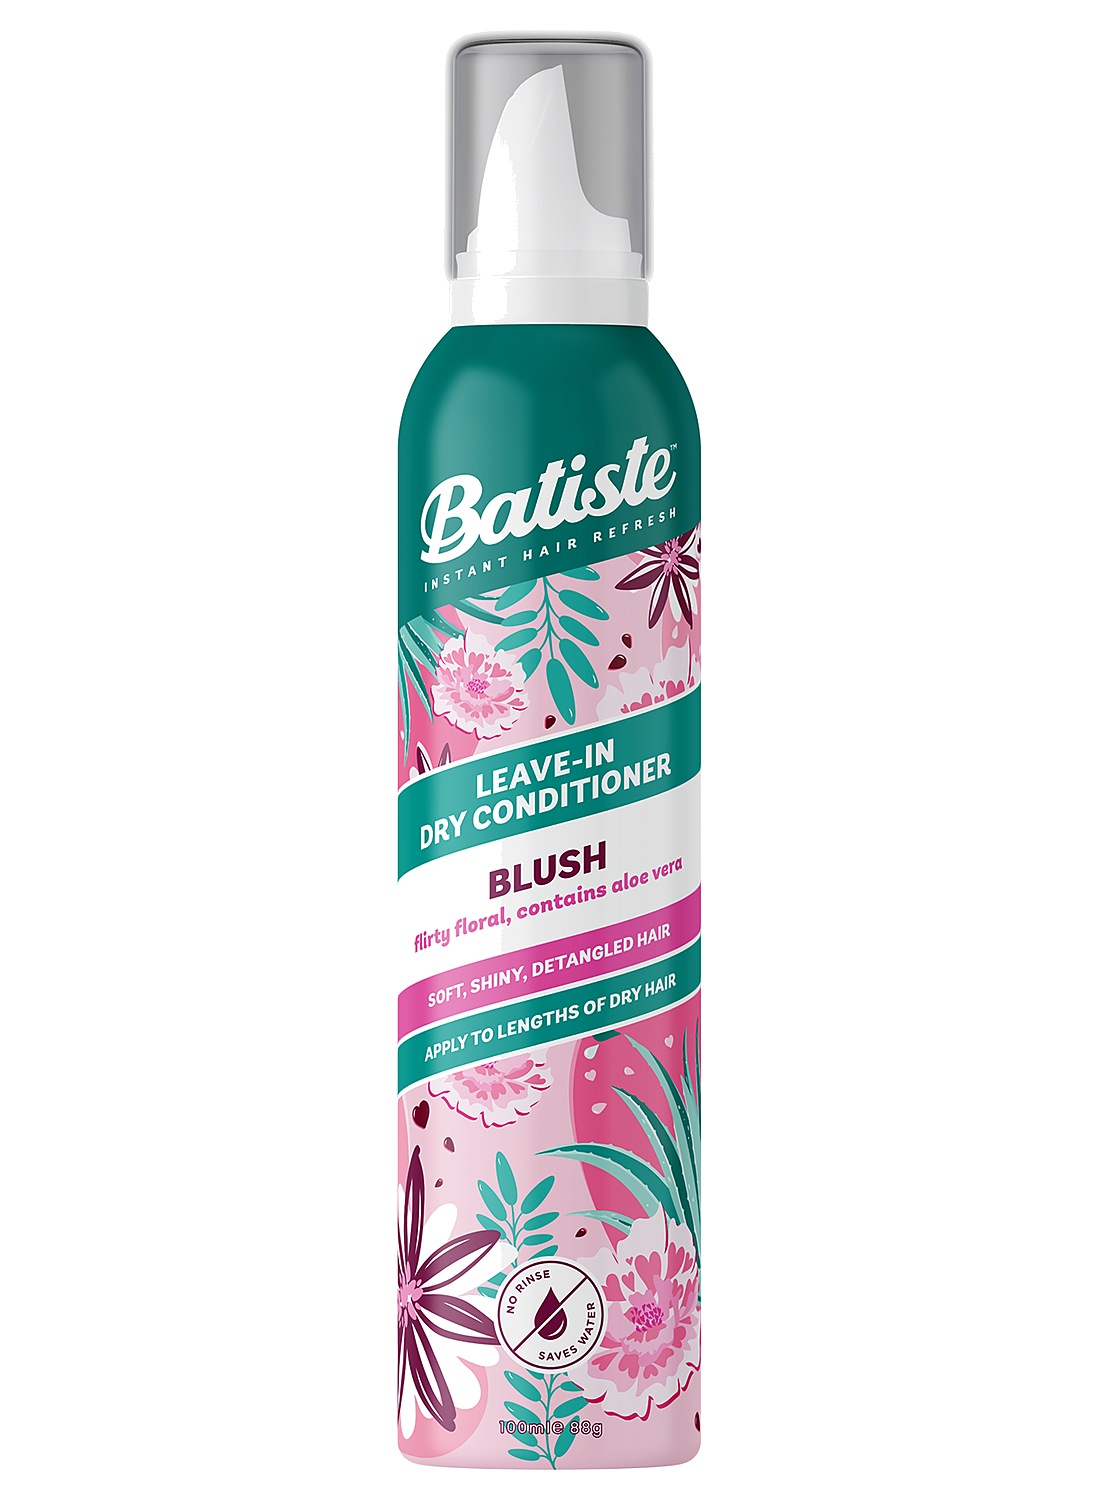 Batiste™
INSTANT HAIR REFRESH
LEAVE-IN
DRY CONDITIONER
BLUSH
flirty floral, contains aloe vera
SOFT, SHINY, DETANGLED HAIR
APPLY TO LENGTHS OF DRY HAIR
NO RINSE
SAVES WATER
100ml℮ 88g